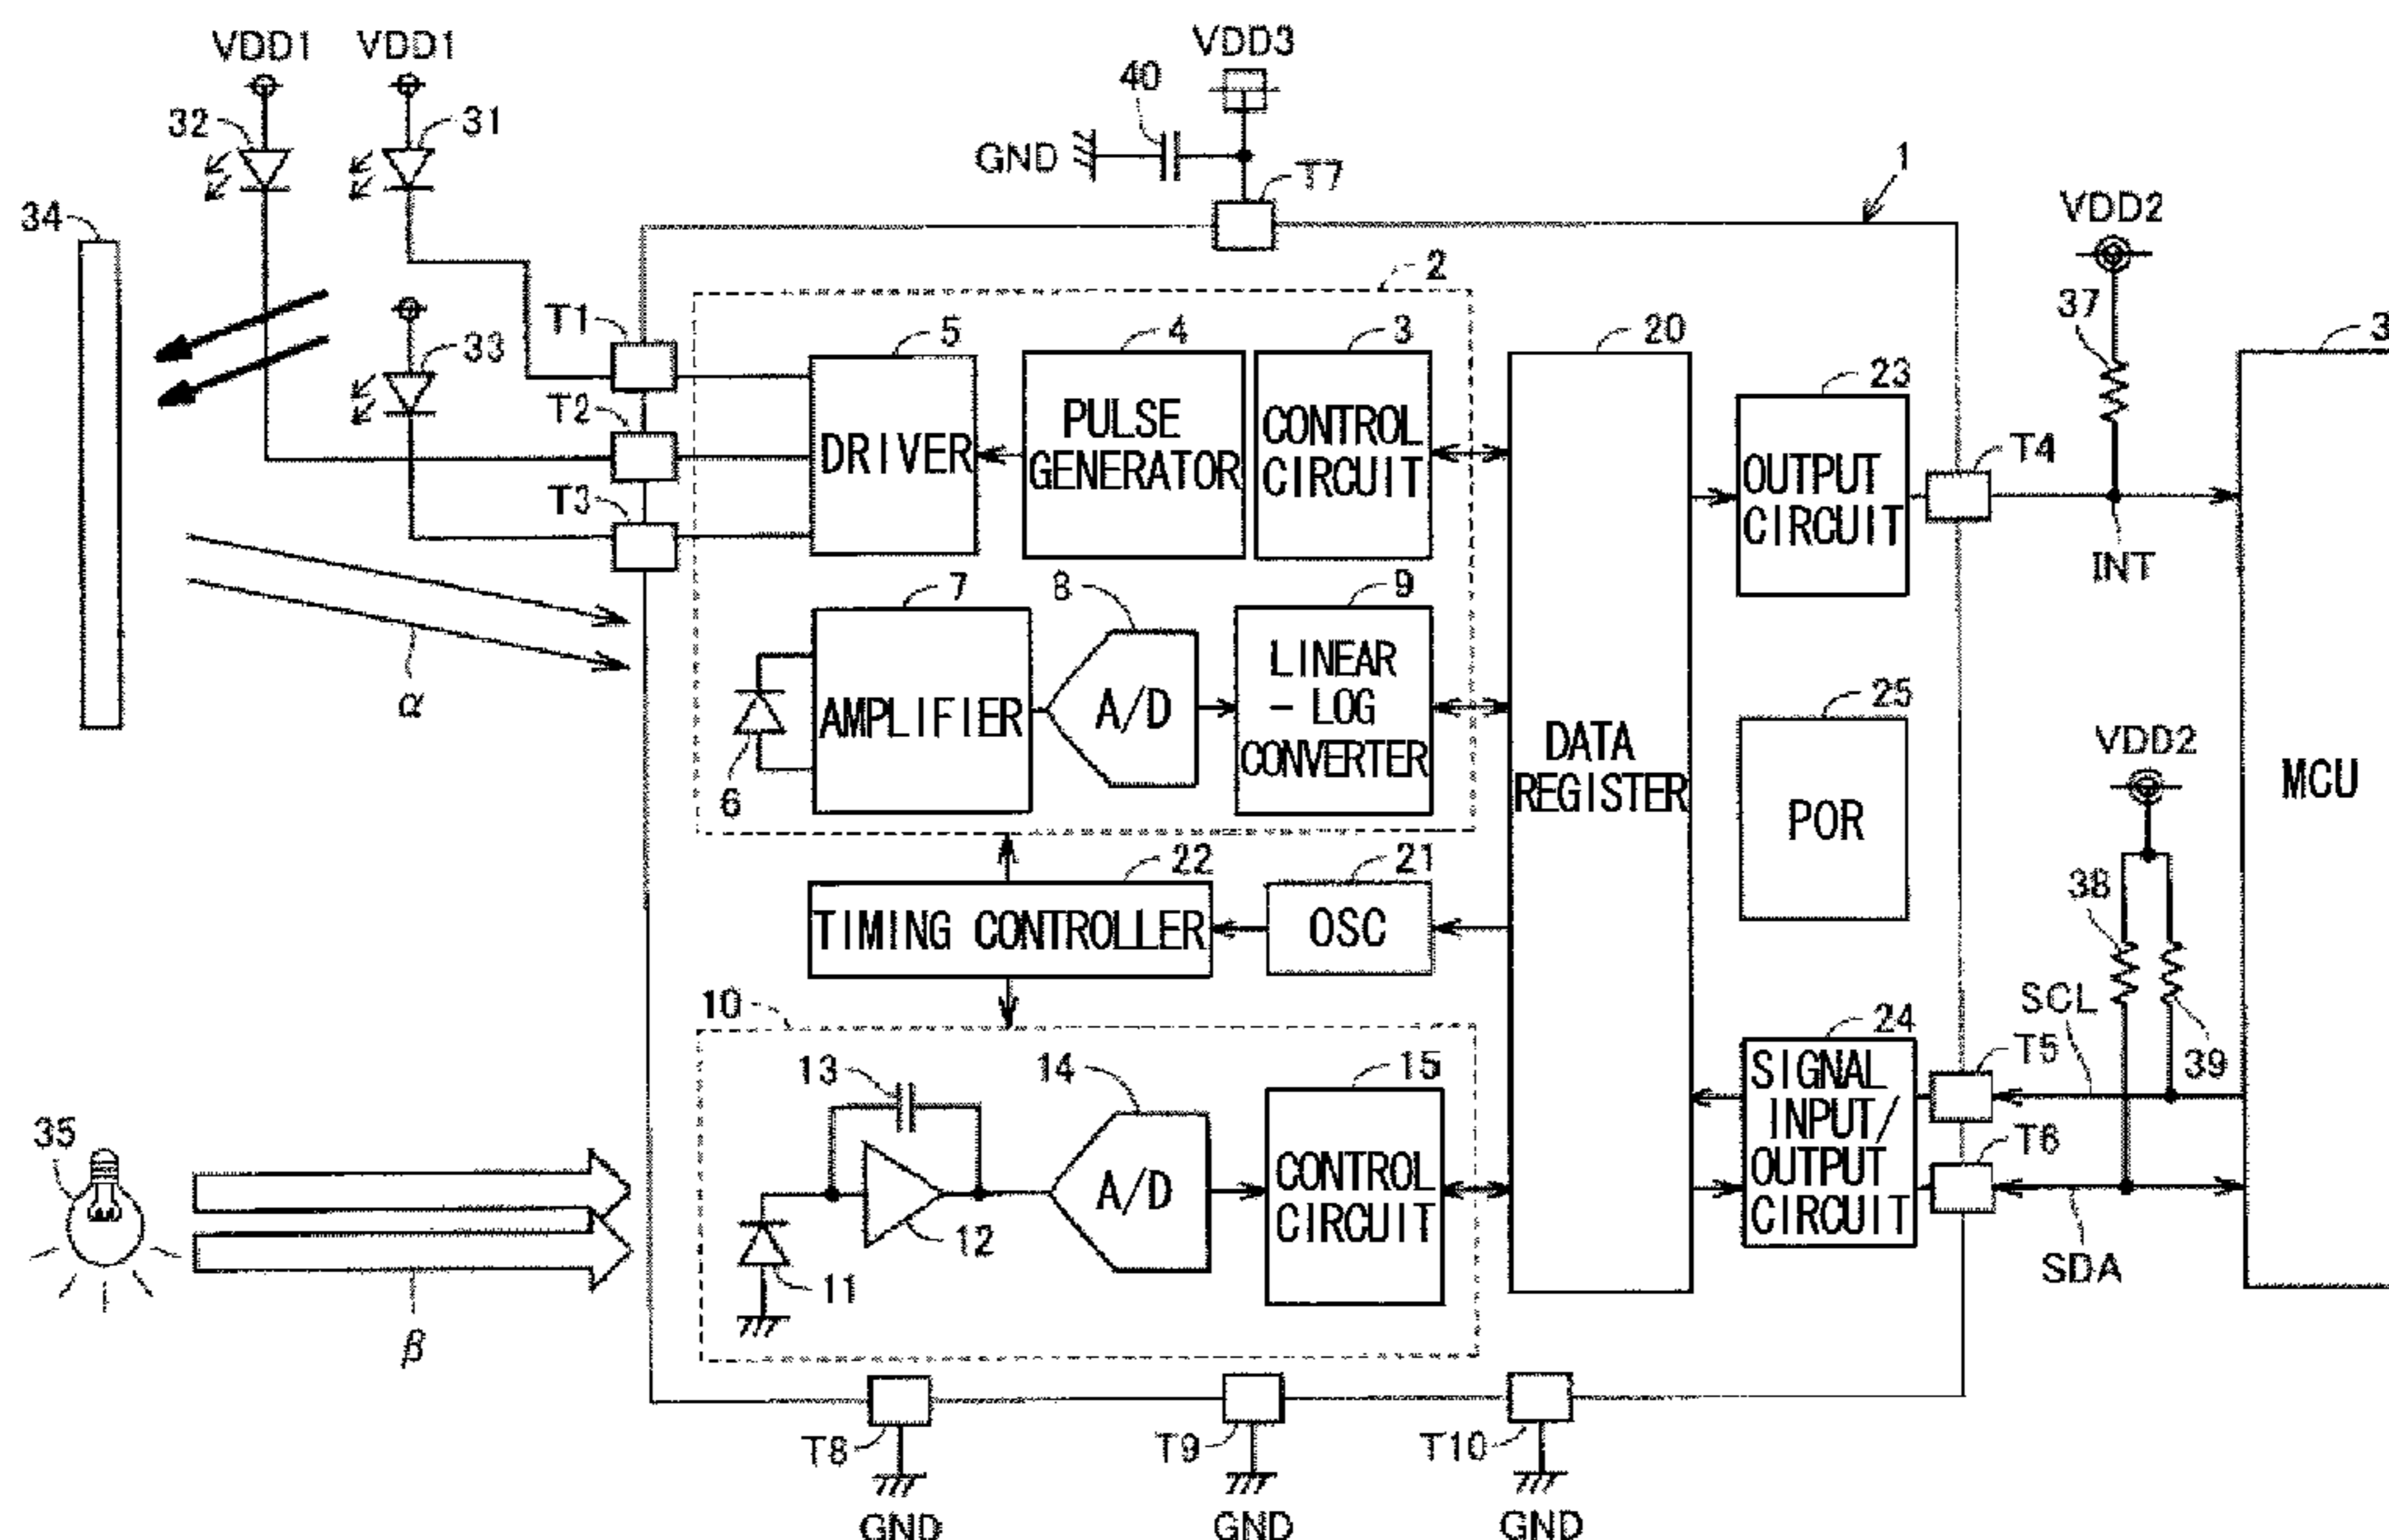 VDD1 VDD1 VDD3
40
32 31
GND
T7
1
34
VDD2
2
T1
33
5 4 3 20
37
T2
23
PULSE
GENERATOR
CONTROL
CIRCUIT
DRIVER
T4
T3
OUTPUT
CIRCUIT
INT
7 8 9
LINEAR
- LOG
CONVERTER
α
AMPLIFIER
A/D
25
DATA
REGISTER
VDD2
MCU
6
POR
22 21
38
TIMING CONTROLLER
OSC
10
SCL
24
T5
39
13 14 15
SIGNAL
INPUT/
OUTPUT
CIRCUIT
35
T6
A/D
CONTROL
CIRCUIT
12
11
SDA
β
T8 T9 T10
GND GND GND